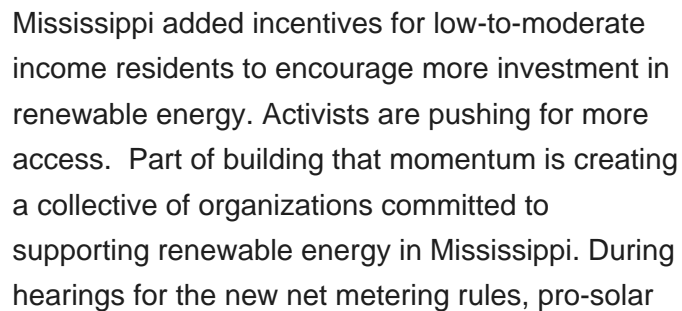 Mississippi added incentives for low-to-moderate
income residents to encourage more investment in
renewable energy. Activists are pushing for more
access.  Part of building that momentum is creating
a collective of organizations committed to
supporting renewable energy in Mississippi. During
hearings for the new net metering rules, pro-solar